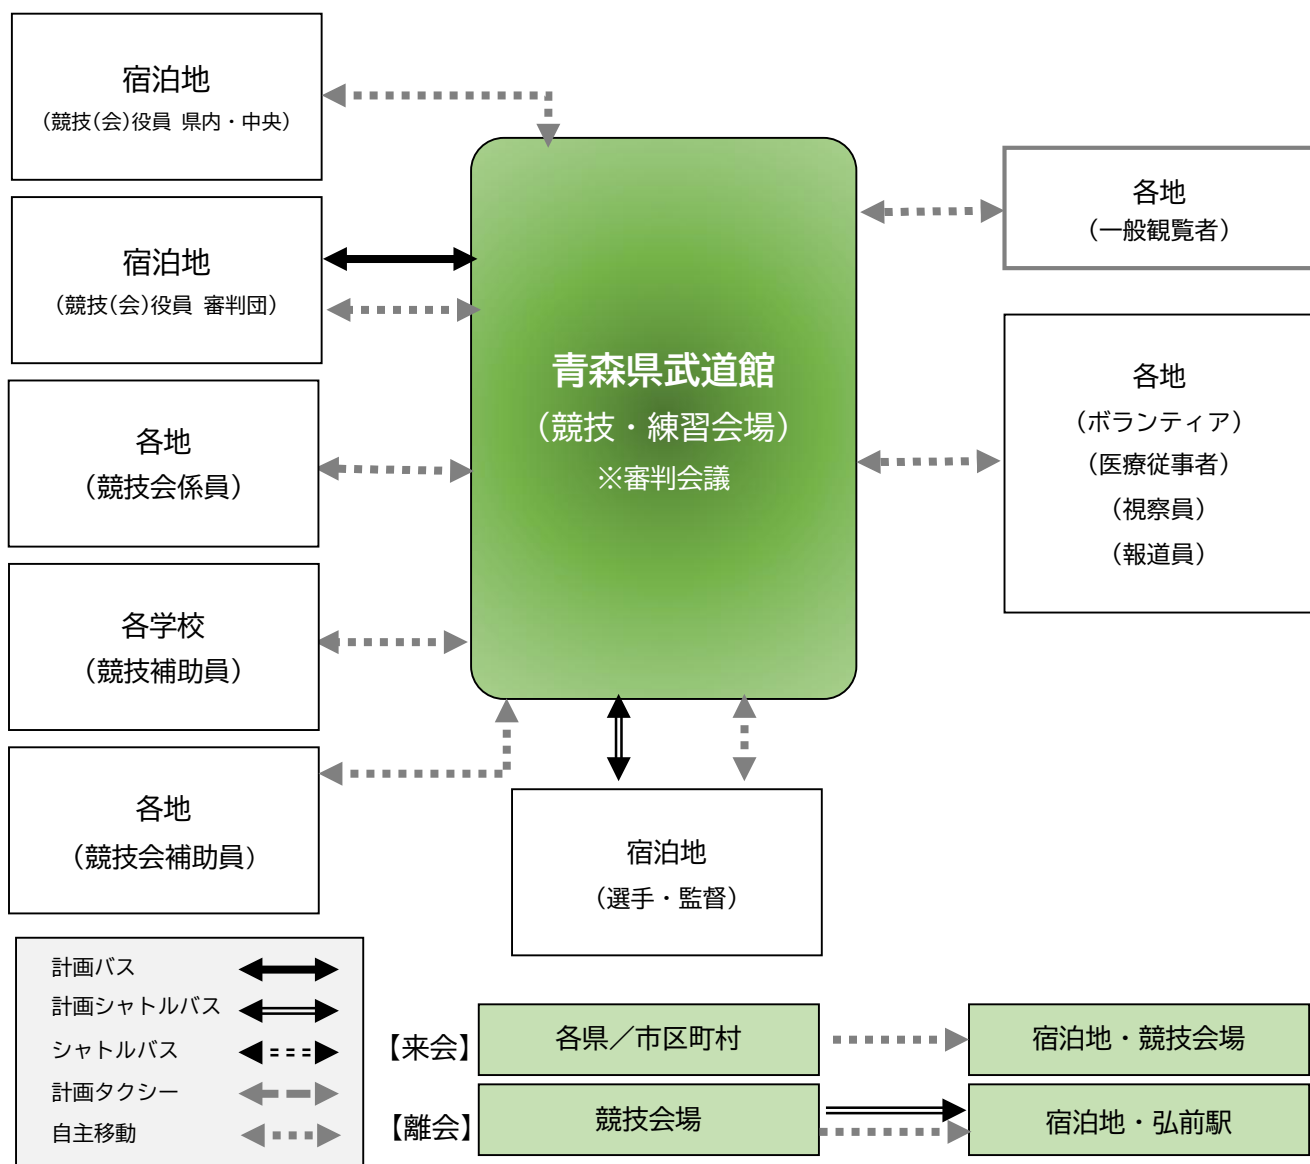 宿泊地
(競技(会)役員 県内・中央)
宿泊地
(競技(会)役員 審判団)
各地
(競技会係員)
各学校
(競技補助員)
各地
(競技会補助員)
青森県武道館
(競技・練習会場)
※審判会議
各地
(一般観覧者)
各地
(ボランティア)
(医療従事者)
(視察員)
(報道員)
宿泊地
(選手・監督)
計画バス
計画シャトルバス
シャトルバス
計画タクシー
自主移動
【来会】 各県／市区町村 宿泊地・競技会場
【離会】 競技会場 宿泊地・弘前駅